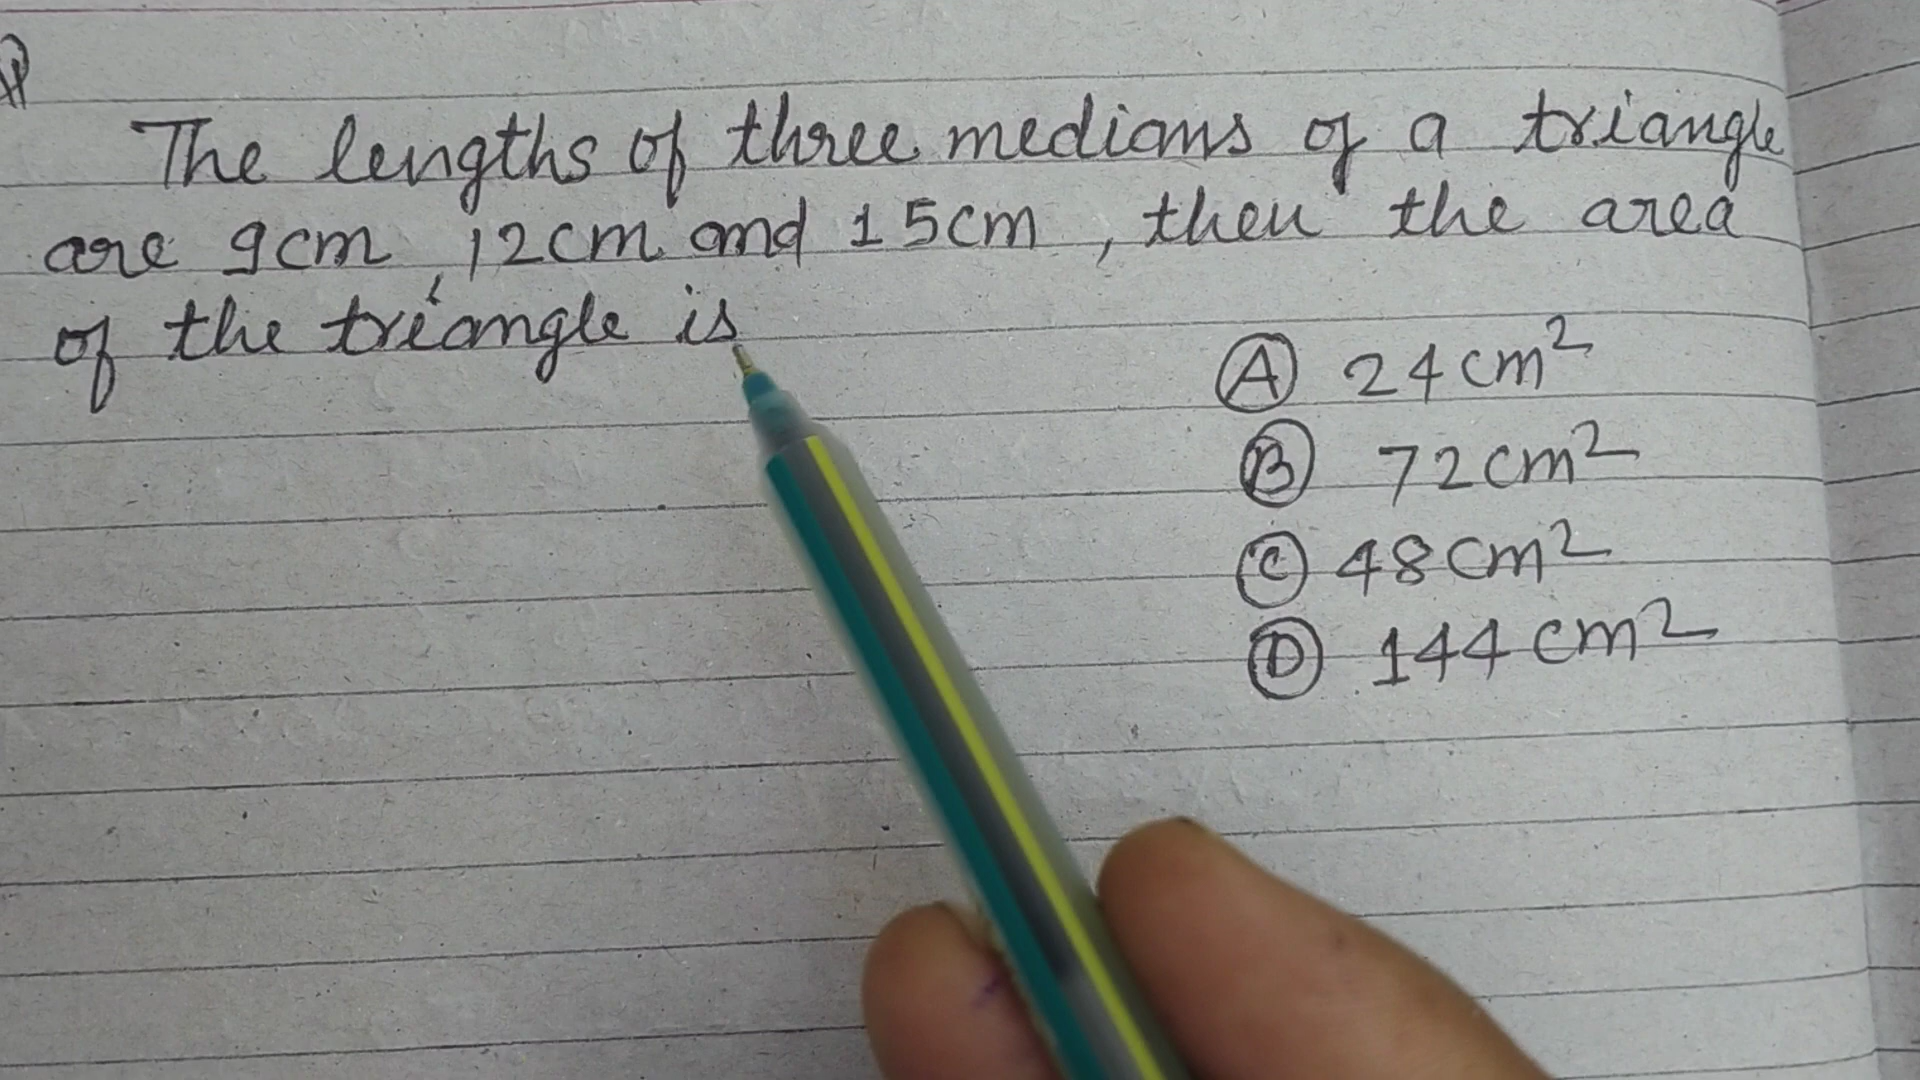 The lengths of three medians of a triangle
are 9cm, 12cm and 15cm, then the area
of the triangle is
(A) 24cm²
(B) 72cm²
(C) 48cm²
(D) 144cm²